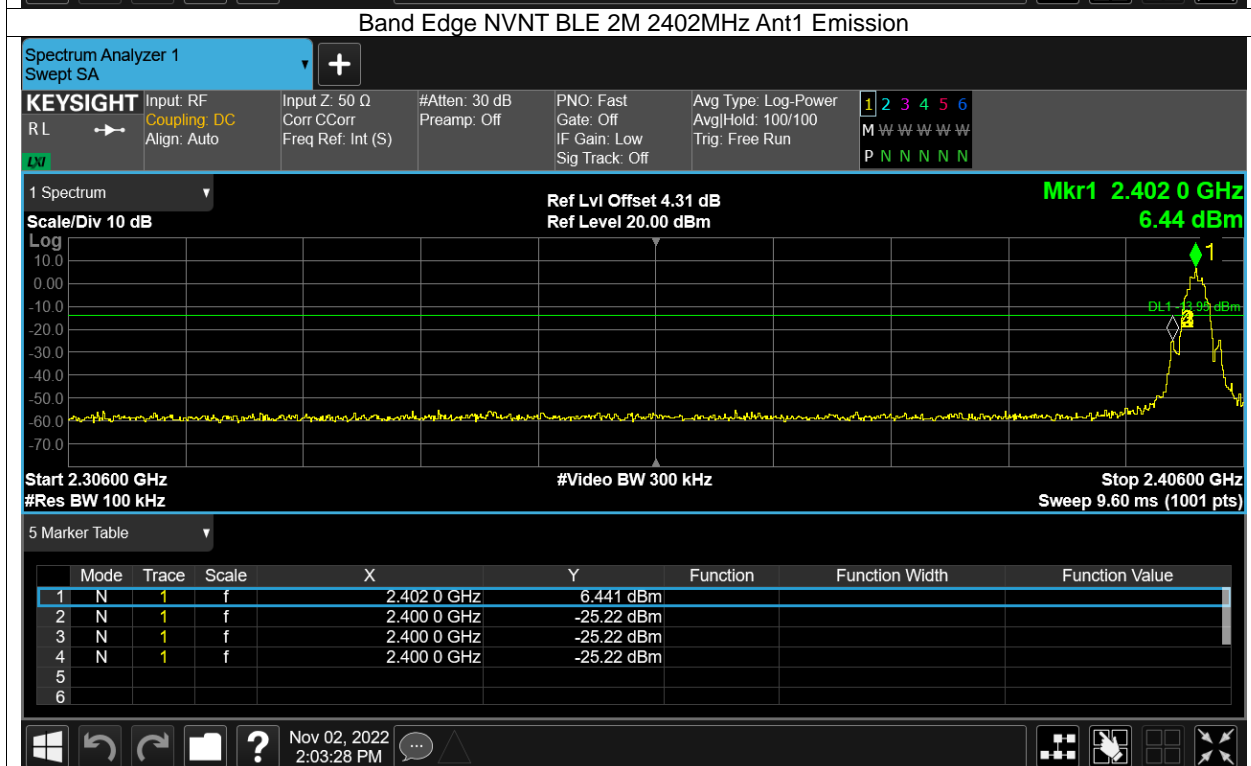 Band Edge NVNT BLE 2M 2402MHz Ant1 Emission
Spectrum Analyzer 1
Swept SA
KEYSIGHT
R L
LXI
Input: RF
Coupling: DC
Align: Auto
Input Z: 50 Ω
Corr CCorr
Freq Ref: Int (S)
#Atten: 30 dB
Preamp: Off
PNO: Fast
Gate: Off
IF Gain: Low
Sig Track: Off
Avg Type: Log-Power
Avg|Hold: 100/100
Trig: Free Run
1 2 3 4 5 6
M W W W W W
P N N N N N
1 Spectrum
Scale/Div 10 dB
Ref Lvl Offset 4.31 dB
Ref Level 20.00 dBm
Mkr1 2.402 0 GHz
6.44 dBm
Log
10.0
0.00
-10.0
-20.0
-30.0
-40.0
-50.0
-60.0
-70.0
1
DL1 -13.95 dBm
Start 2.30600 GHz
#Res BW 100 kHz
#Video BW 300 kHz
Stop 2.40600 GHz
Sweep 9.60 ms (1001 pts)
5 Marker Table
Mode Trace Scale X Y Function Function Width Function Value
1 N 1 f 2.402 0 GHz 6.441 dBm
2 N 1 f 2.400 0 GHz -25.22 dBm
3 N 1 f 2.400 0 GHz -25.22 dBm
4 N 1 f 2.400 0 GHz -25.22 dBm
5
6
?
Nov 02, 2022
2:03:28 PM